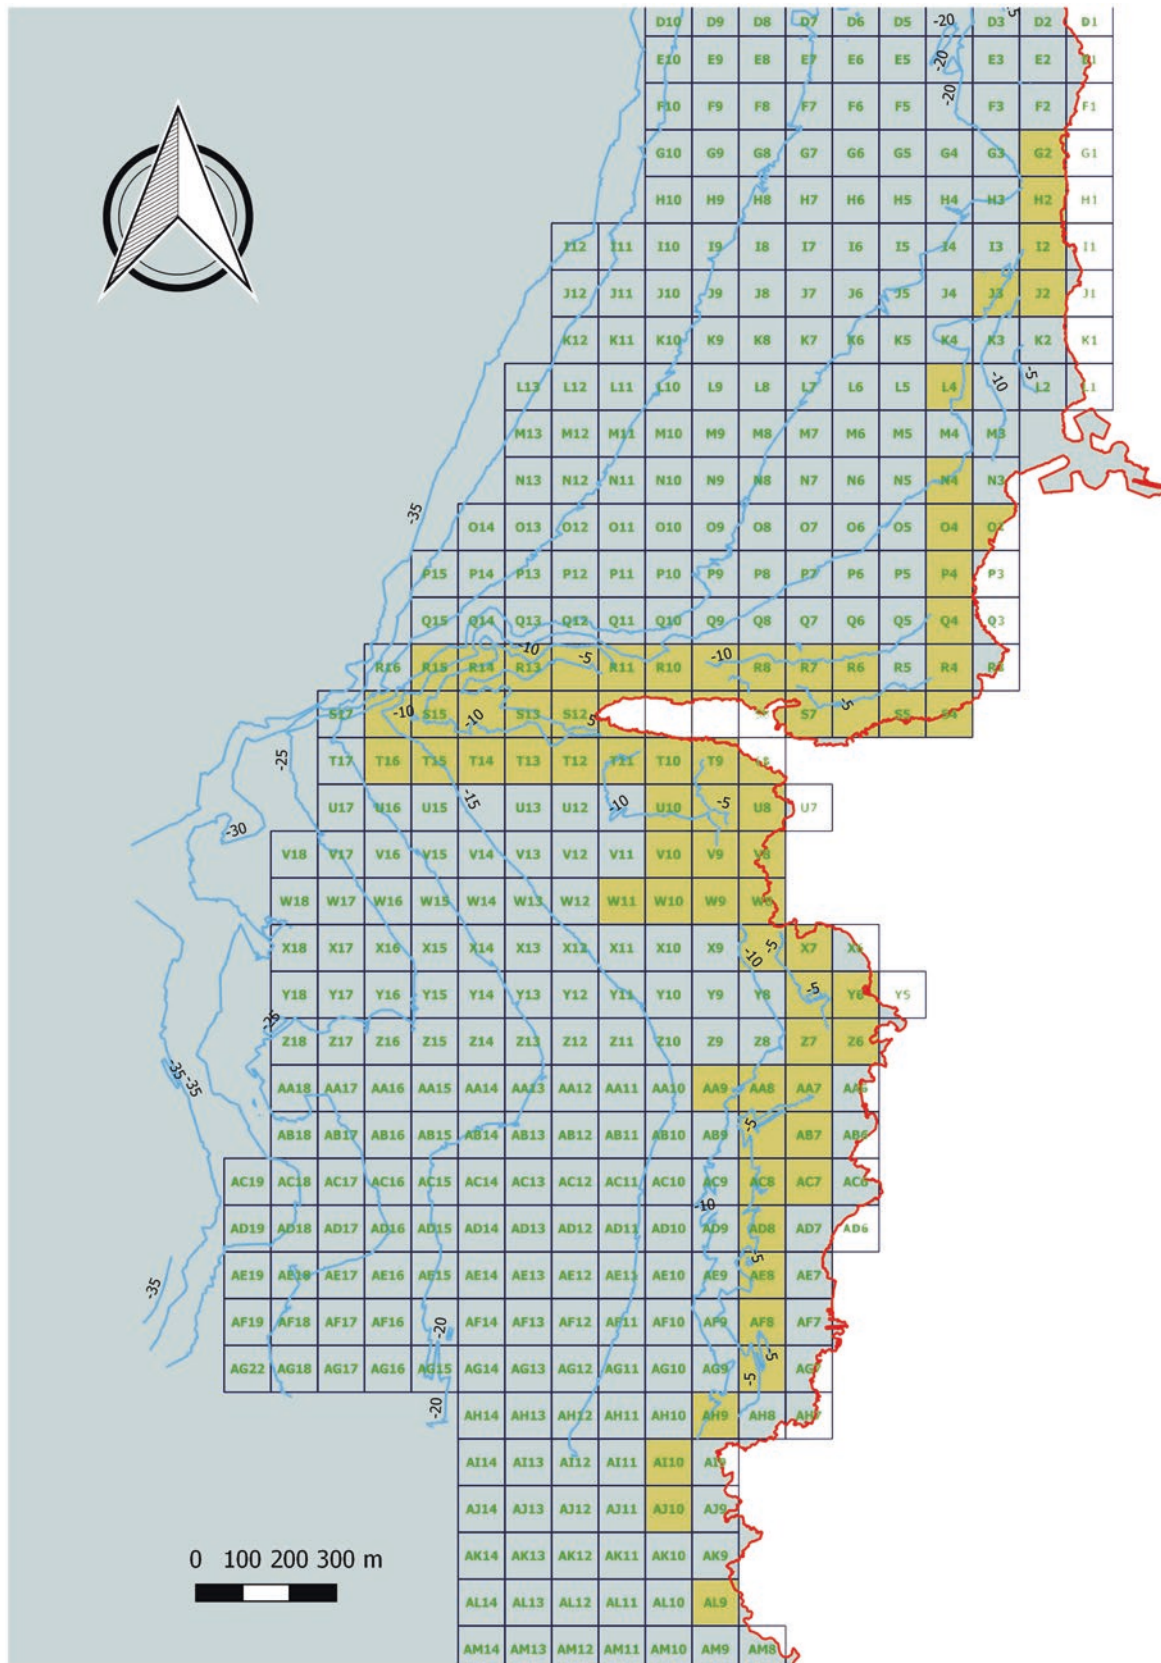 D10 D9 D8 D7 D6 D5 -20 D3 -5 D2 D1
E10 E9 E8 E7 E6 E5 -20 E3 E2
F10 F9 F8 F7 F6 F5 -20 F3 F2 F1
G10 G9 G8 G7 G6 G5 G4 G3 G2 G1
H10 H9 H8 H7 H6 H5 H4 H3 H2 H1
I12 I11 I10 I9 I8 I7 I6 I5 I4 I3 I2 I1
J12 J11 J10 J9 J8 J7 J6 J5 J4 J3 J2 J1
K12 K11 K10 K9 K8 K7 K6 K5 K4 K3 K2 K1
L13 L12 L11 L10 L9 L8 L7 L6 L5 L4 -10 -5 L2 L1
M13 M12 M11 M10 M9 M8 M7 M6 M5 M4 M3
N13 N12 N11 N10 N9 N8 N7 N6 N5 N4 N3
-35 O14 O13 O12 O11 O10 O9 O8 O7 O6 O5 O4
P15 P14 P13 P12 P11 P10 P9 P8 P7 P6 P5 P4 P3
Q15 Q14 Q13 Q12 Q11 Q10 Q9 Q8 Q7 Q6 Q5 Q4 Q3
-10 -5 -10
R16 R15 R14 R13 R11 R10 R8 R7 R6 R5 R4
S17 -10 S15 -10 S13 S12 5 S7 -5 S5 S4
-25 T17 T16 T15 T14 T13 T12 T11 T10 T9
U17 U16 U15 -15 U13 U12 -10 U10 -5 U8 U7
-30
V18 V17 V16 V15 V14 V13 V12 V11 V10 V9 V8
W18 W17 W16 W15 W14 W13 W12 W11 W10 W9
X18 X17 X16 X15 X14 X13 X12 X11 X10 X9 -10 -5 X7
Y18 Y17 Y16 Y15 Y14 Y13 Y12 Y11 Y10 Y9 Y8 -5 Y6 Y5
-25
Z18 Z17 Z16 Z15 Z14 Z13 Z12 Z11 Z10 Z9 Z8 Z7 Z6
-35 -35 AA18 AA17 AA16 AA15 AA14 AA13 AA12 AA11 AA10 AA9 AA8 AA7 AA6
AB18 AB17 AB16 AB15 AB14 AB13 AB12 AB11 AB10 AB9 -5 AB7 AB6
AC19 AC18 AC17 AC16 AC15 AC14 AC13 AC12 AC11 AC10 AC9 AC8 AC7 AC6
-10
AD19 AD18 AD17 AD16 AD15 AD14 AD13 AD12 AD11 AD10 AD9 AD8 AD7 AD6
-5
-35 AE19 AE18 AE17 AE16 AE15 AE14 AE13 AE12 AE11 AE10 AE9 AE8 AE7
AF19 AF18 AF17 AF16 -20 AF14 AF13 AF12 AF11 AF10 AF9 AF8 AF7
AG22 AG18 AG17 AG16 AG15 AG14 AG13 AG12 AG11 AG10 AG9 -5 -5 AG7
-20 AH14 AH13 AH12 AH11 AH10 AH9 AH8 AH7
AI14 AI13 AI12 AI11 AI10 AI9
AJ14 AJ13 AJ12 AJ11 AJ10 AJ9
AK14 AK13 AK12 AK11 AK10 AK9
0 100 200 300 m
AL14 AL13 AL12 AL11 AL10 AL9
AM14 AM13 AM12 AM11 AM10 AM9 AM8